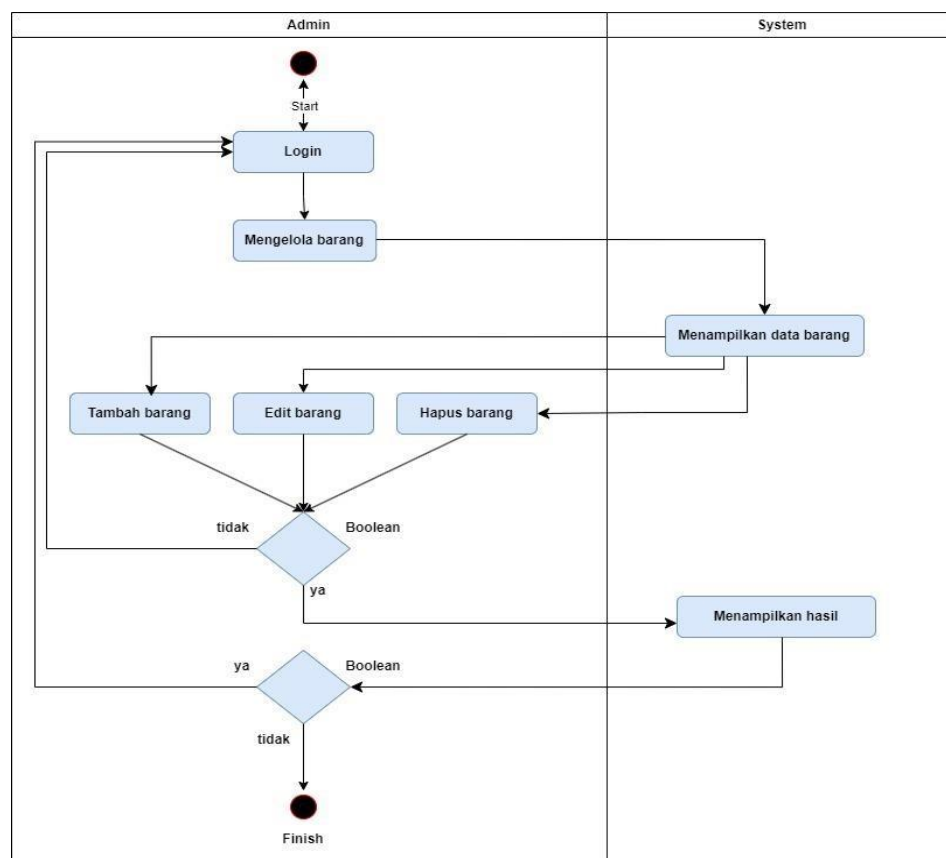 Admin
System
Start
Login
Mengelola barang
Menampilkan data barang
Tambah barang
Edit barang
Hapus barang
tidak
Boolean
ya
Menampilkan hasil
ya
Boolean
tidak
Finish